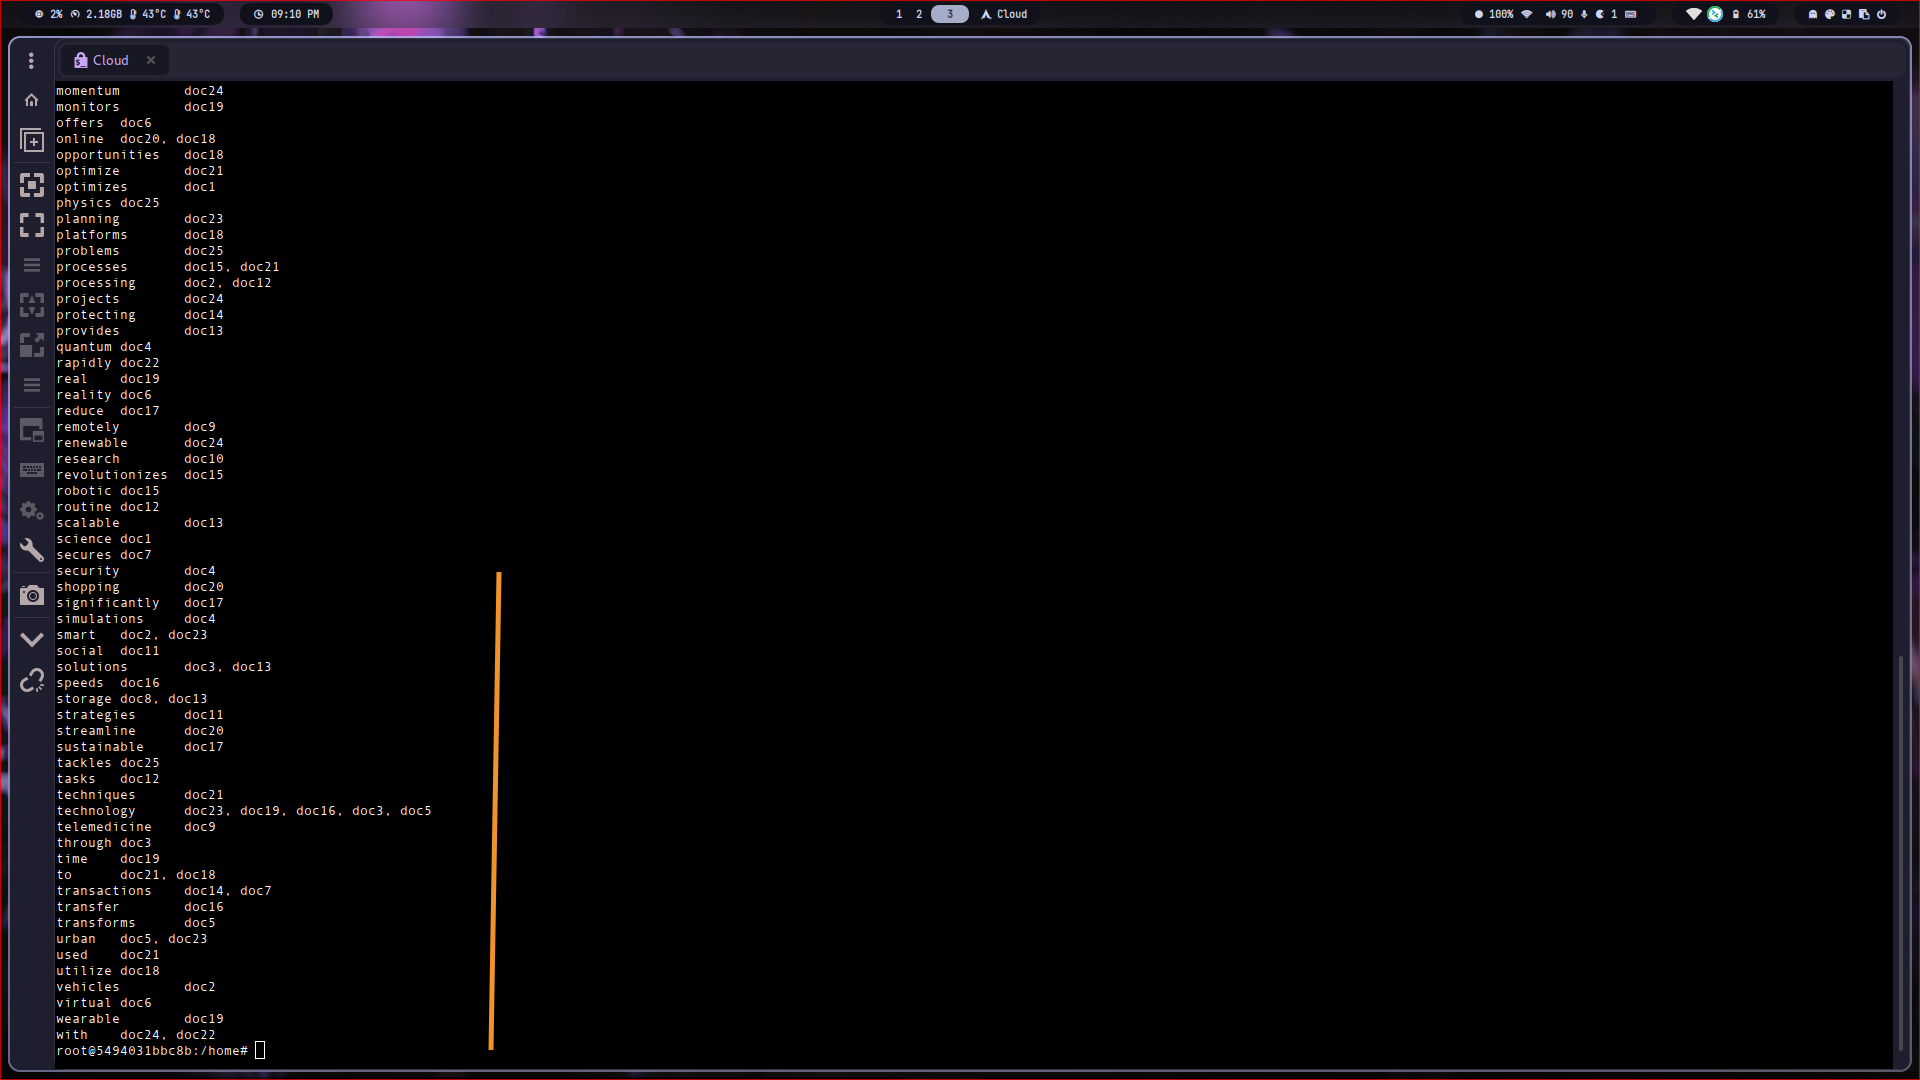 2% 2.18GB 43°C 43°C 09:10 PM 1 2 3 Cloud 100% 90 1 61%
Cloud
momentum doc24
monitors doc19
offers doc6
online doc20, doc18
opportunities doc18
optimize doc21
optimizes doc1
physics doc25
planning doc23
platforms doc18
problems doc25
processes doc15, doc21
processing doc2, doc12
projects doc24
protecting doc14
provides doc13
quantum doc4
rapidly doc22
real doc19
reality doc6
reduce doc17
remotely doc9
renewable doc24
research doc10
revolutionizes doc15
robotic doc15
routine doc12
scalable doc13
science doc1
secures doc7
security doc4
shopping doc20
significantly doc17
simulations doc4
smart doc2, doc23
social doc11
solutions doc3, doc13
speeds doc16
storage doc8, doc13
strategies doc11
streamline doc20
sustainable doc17
tackles doc25
tasks doc12
techniques doc21
technology doc23, doc19, doc16, doc3, doc5
telemedicine doc9
through doc3
time doc19
to doc21, doc18
transactions doc14, doc7
transfer doc16
transforms doc5
urban doc5, doc23
used doc21
utilize doc18
vehicles doc2
virtual doc6
wearable doc19
with doc24, doc22
root@5494031bbc8b:/home#